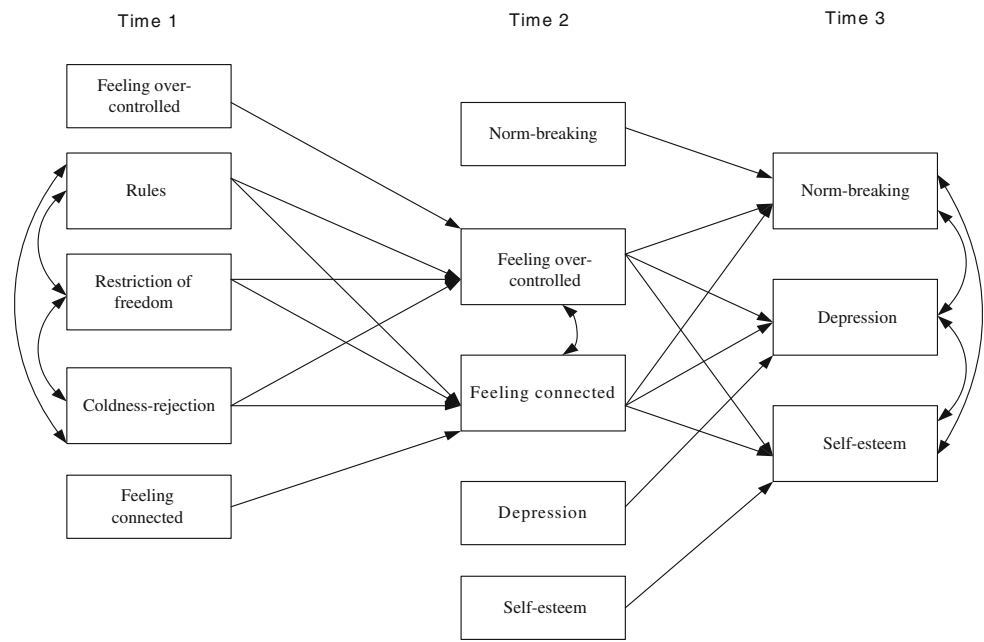 Time 1
Time 2
Time 3
Feeling over-
controlled
Rules
Restriction of
freedom
Coldness-rejection
Feeling
connected
Norm-breaking
Feeling over-
controlled
Feeling connected
Depression
Self-esteem
Norm-breaking
Depression
Self-esteem